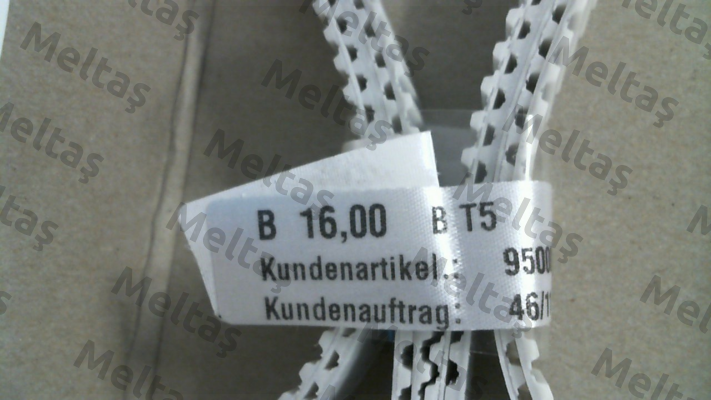 B 16,00 B T5
Kundenartikel.: 9500
Kundenauftrag: 46/1
Meltaş